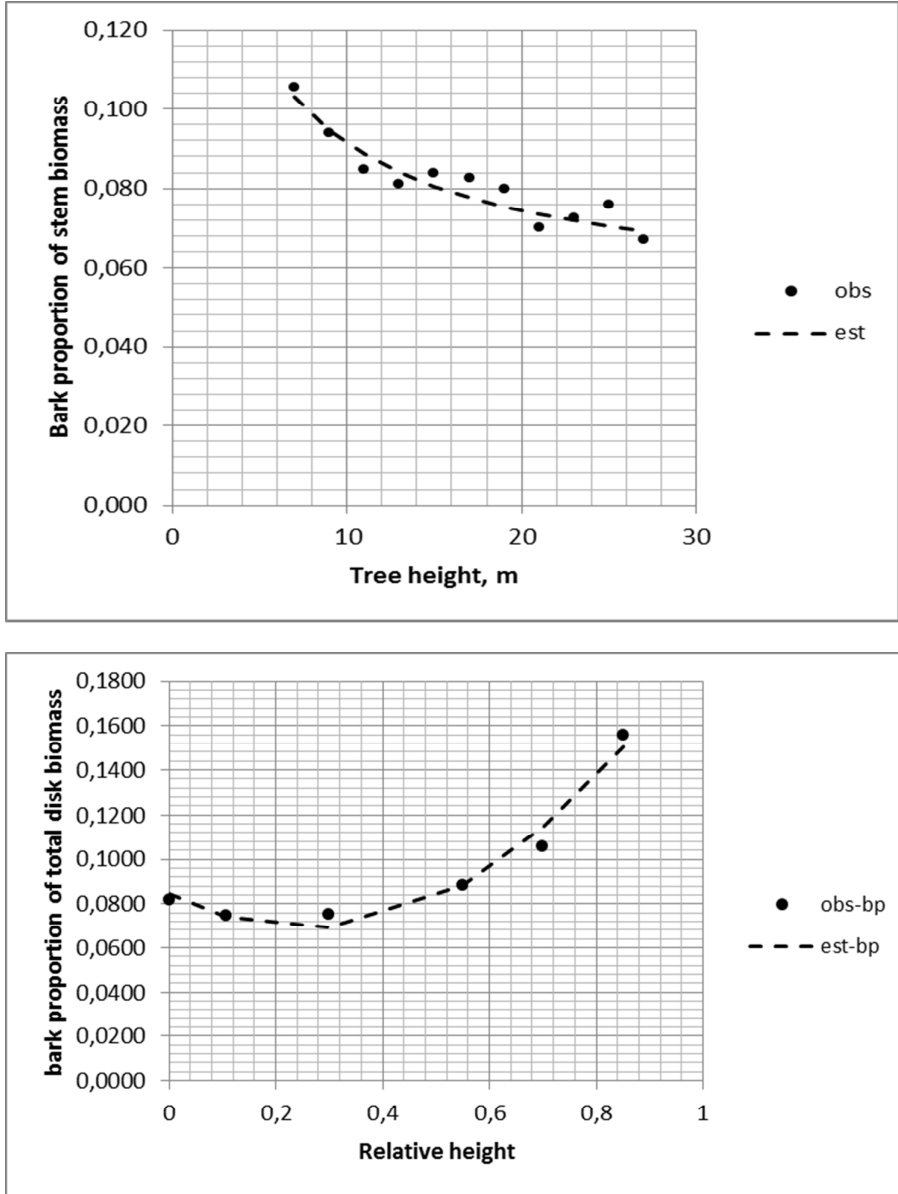 Bark proportion of stem biomass
0,120
0,100
0,080
0,060
0,040
0,020
0,000
0 10 20 30
Tree height, m
obs
est
bark proportion of total disk biomass
0,1800
0,1600
0,1400
0,1200
0,1000
0,0800
0,0600
0,0400
0,0200
0,0000
0 0,2 0,4 0,6 0,8 1
Relative height
obs-bp
est-bp